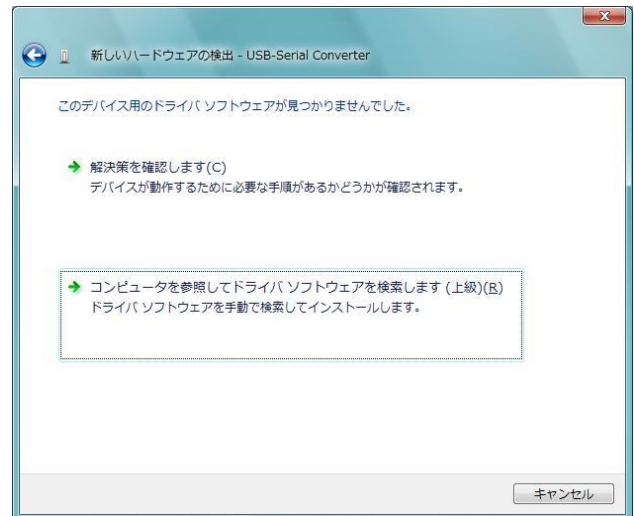 新しいハードウェアの検出 - USB-Serial Converter
このデバイス用のドライバ ソフトウェアが見つかりませんでした。
解決策を確認します(C)
デバイスが動作するために必要な手順があるかどうかが確認されます。
コンピュータを参照してドライバ ソフトウェアを検索します (上級)(R)
ドライバ ソフトウェアを手動で検索してインストールします。
キャンセル